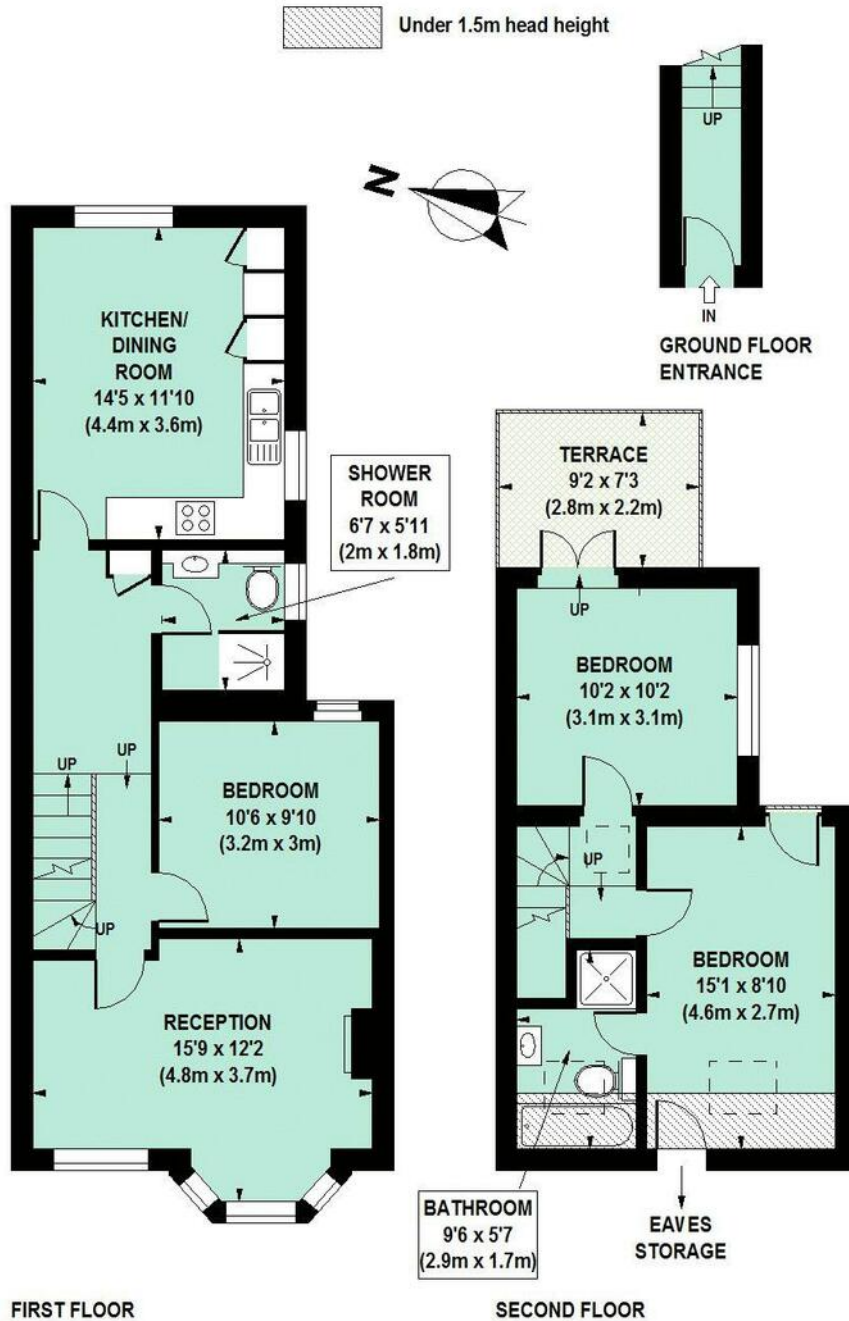 Under 1.5m head height
UP
IN
GROUND FLOOR
ENTRANCE
N
KITCHEN/
DINING
ROOM
14'5 x 11'10
(4.4m x 3.6m)
SHOWER
ROOM
6'7 x 5'11
(2m x 1.8m)
UP
UP
BEDROOM
10'6 x 9'10
(3.2m x 3m)
UP
RECEPTION
15'9 x 12'2
(4.8m x 3.7m)
FIRST FLOOR
TERRACE
9'2 x 7'3
(2.8m x 2.2m)
UP
BEDROOM
10'2 x 10'2
(3.1m x 3.1m)
UP
BEDROOM
15'1 x 8'10
(4.6m x 2.7m)
BATHROOM
9'6 x 5'7
(2.9m x 1.7m)
EAVES
STORAGE
SECOND FLOOR